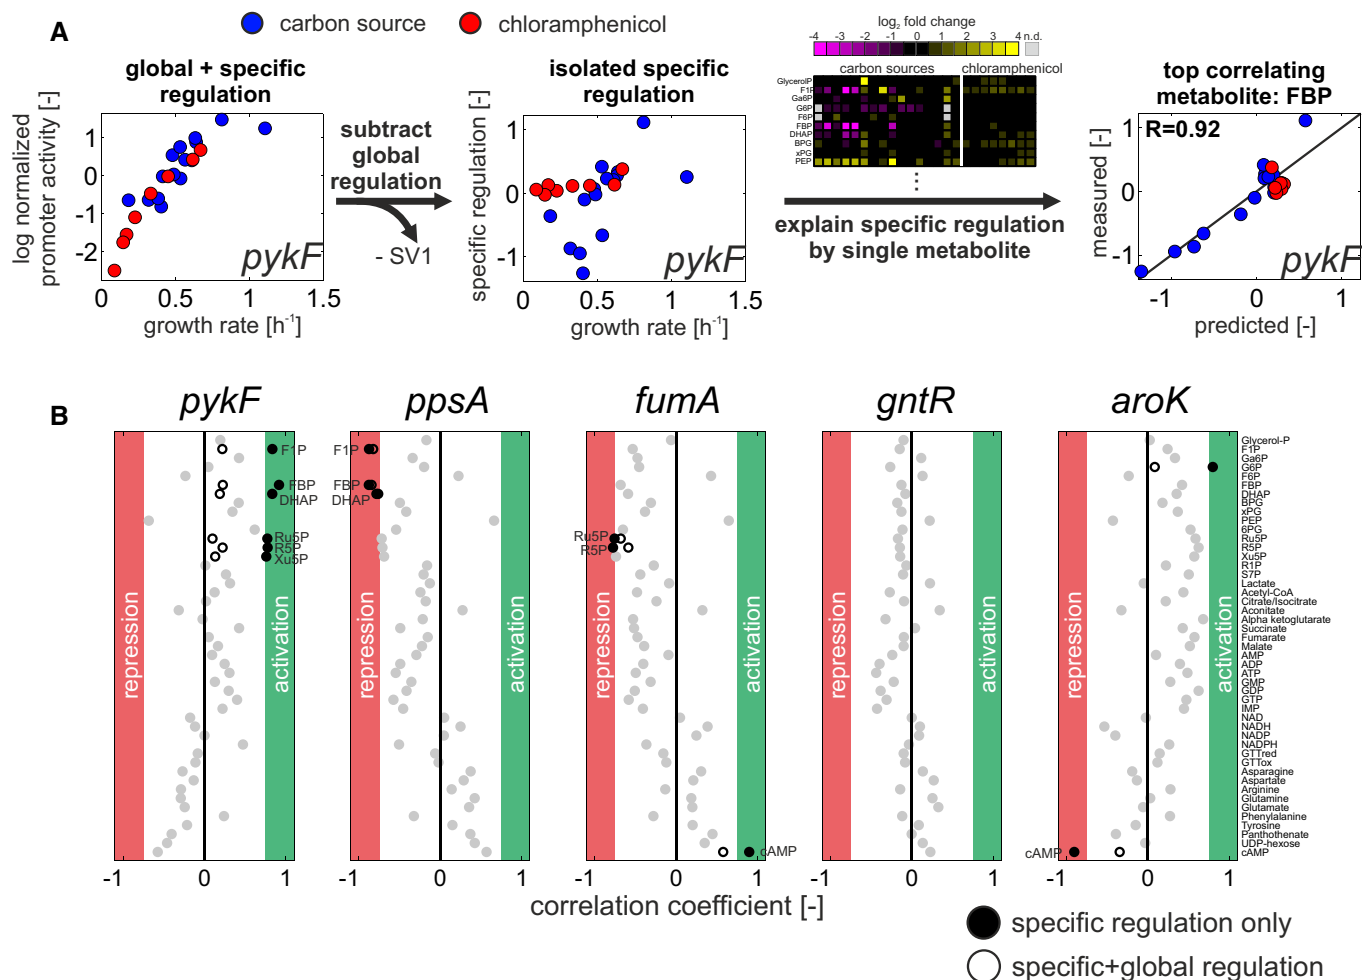 A
carbon source
chloramphenicol
global + specific
regulation
log normalized
promoter activity [-]
1
0
-1
-2
pykF
0
0.5
1
1.5
growth rate [h-1]
subtract
global
regulation
- SV1
isolated specific
regulation
specific regulation [-]
1
0
-1
pykF
0
0.5
1
1.5
growth rate [h-1]
log2 fold change
-4 -3 -2 -1 0 1 2 3 4 n.d.
carbon sources
chloramphenicol
GlycerolP
F1P
Ga6P
G6P
F6P
FBP
DHAP
BPG
xPG
PEP
explain specific regulation
by single metabolite
top correlating
metabolite: FBP
R=0.92
measured [-]
1
0
-1
pykF
-1
0
1
predicted [-]
B
pykF
ppsA
fumA
gntR
aroK
F1P
FBP
DHAP
Ru5P
R5P
Xu5P
repression
activation
-1 0 1
F1P
FBP
DHAP
repression
activation
-1 0 1
Ru5P
R5P
cAMP
repression
activation
-1 0 1
repression
activation
-1 0 1
G6P
cAMP
repression
activation
-1 0 1
Glycerol-P
F1P
Ga6P
G6P
F6P
FBP
DHAP
BPG
xPG
PEP
6PG
Ru5P
R5P
Xu5P
R1P
S7P
Lactate
Acetyl-CoA
Citrate/Isocitrate
Aconitate
Alpha ketoglutarate
Succinate
Fumarate
Malate
AMP
ADP
ATP
GMP
GDP
GTP
IMP
NAD
NADH
NADP
NADPH
GTTred
GTTox
Asparagine
Aspartate
Arginine
Glutamine
Glutamate
Phenylalanine
Tyrosine
Panthothenate
UDP-hexose
cAMP
correlation coefficient [-]
specific regulation only
specific+global regulation